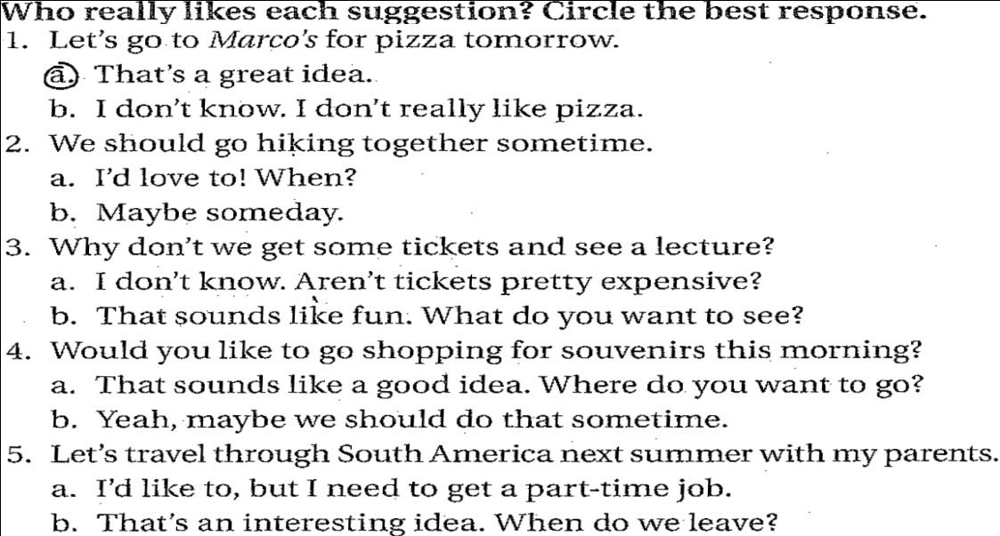 Who really likes each suggestion? Circle the best response.
1. Let's go to Marco's for pizza tomorrow.
a. That's a great idea.
b. I don't know. I don't really like pizza.
2. We should go hiking together sometime.
a. I'd love to! When?
b. Maybe someday.
3. Why don't we get some tickets and see a lecture?
a. I don't know. Aren't tickets pretty expensive?
b. That sounds like fun. What do you want to see?
4. Would you like to go shopping for souvenirs this morning?
a. That sounds like a good idea. Where do you want to go?
b. Yeah, maybe we should do that sometime.
5. Let's travel through South America next summer with my parents.
a. I'd like to, but I need to get a part-time job.
b. That's an interesting idea. When do we leave?